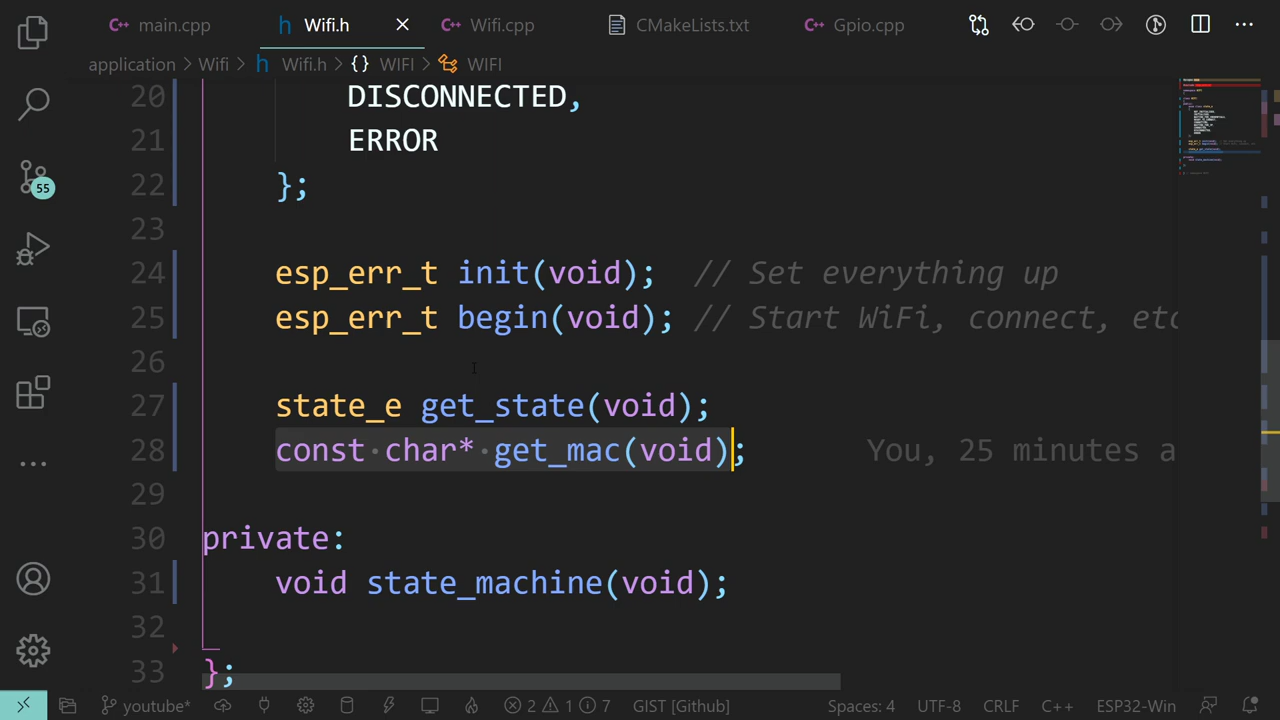 C++ main.cpp
h Wifi.h
C++ Wifi.cpp
CMakeLists.txt
C++ Gpio.cpp
application > Wifi > h Wifi.h > {} WIFI > WIFI
20 DISCONNECTED,
21 ERROR
22 };
23
24 esp_err_t init(void); // Set everything up
25 esp_err_t begin(void); // Start WiFi, connect, etc
26
27 state_e get_state(void);
28 const char* get_mac(void); You, 25 minutes a
29
30 private:
31 void state_machine(void);
32
33 };
55
youtube*
2 1 7
GIST [Github]
Spaces: 4
UTF-8
CRLF
C++
ESP32-Win